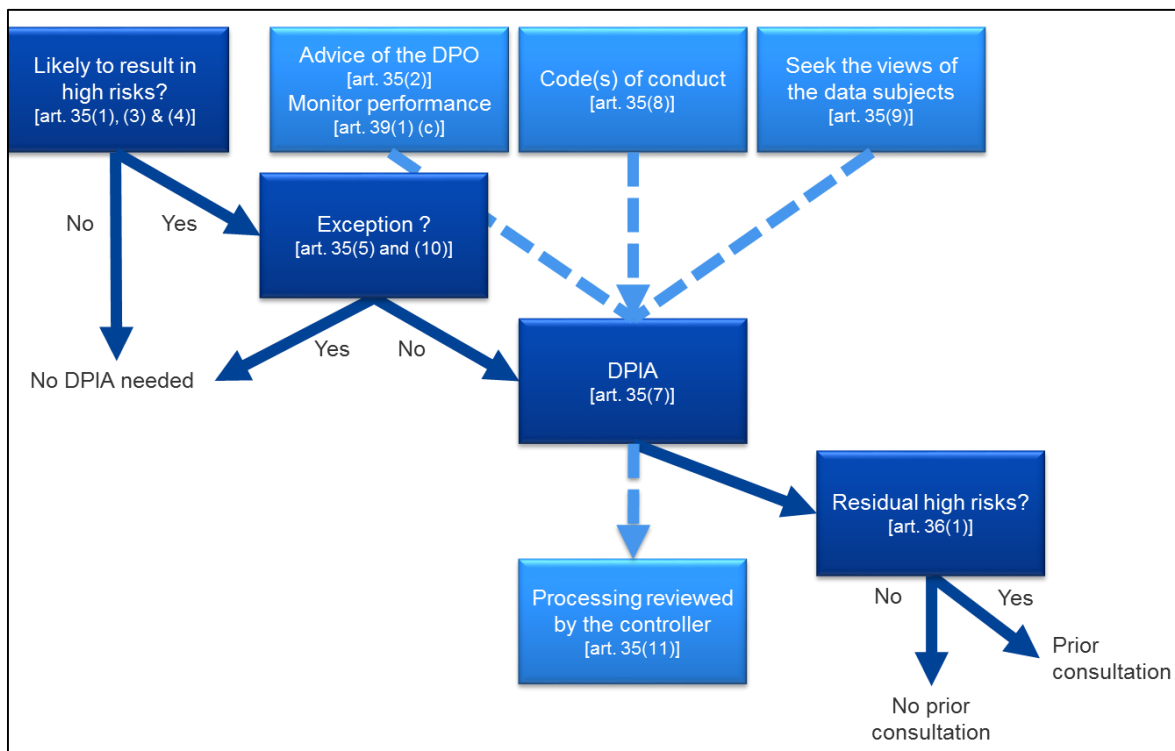 Likely to result in
high risks?
[art. 35(1), (3) & (4)]
Advice of the DPO
[art. 35(2)]
Monitor performance
[art. 39(1) (c)]
Code(s) of conduct
[art. 35(8)]
Seek the views of
the data subjects
[art. 35(9)]
No
Yes
Exception ?
[art. 35(5) and (10)]
Yes
No
No DPIA needed
DPIA
[art. 35(7)]
Residual high risks?
[art. 36(1)]
Processing reviewed
by the controller
[art. 35(11)]
No
Yes
Prior
consultation
No prior
consultation